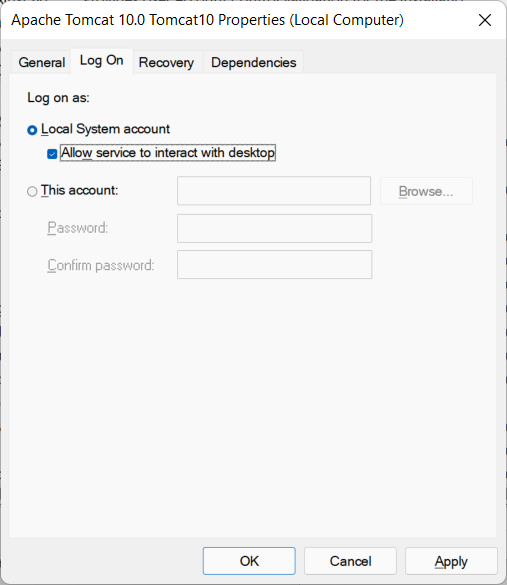 Apache Tomcat 10.0 Tomcat10 Properties (Local Computer)
General Log On Recovery Dependencies
Log on as:
Local System account
Allow service to interact with desktop
This account:
Browse...
Password:
Confirm password:
OK Cancel Apply